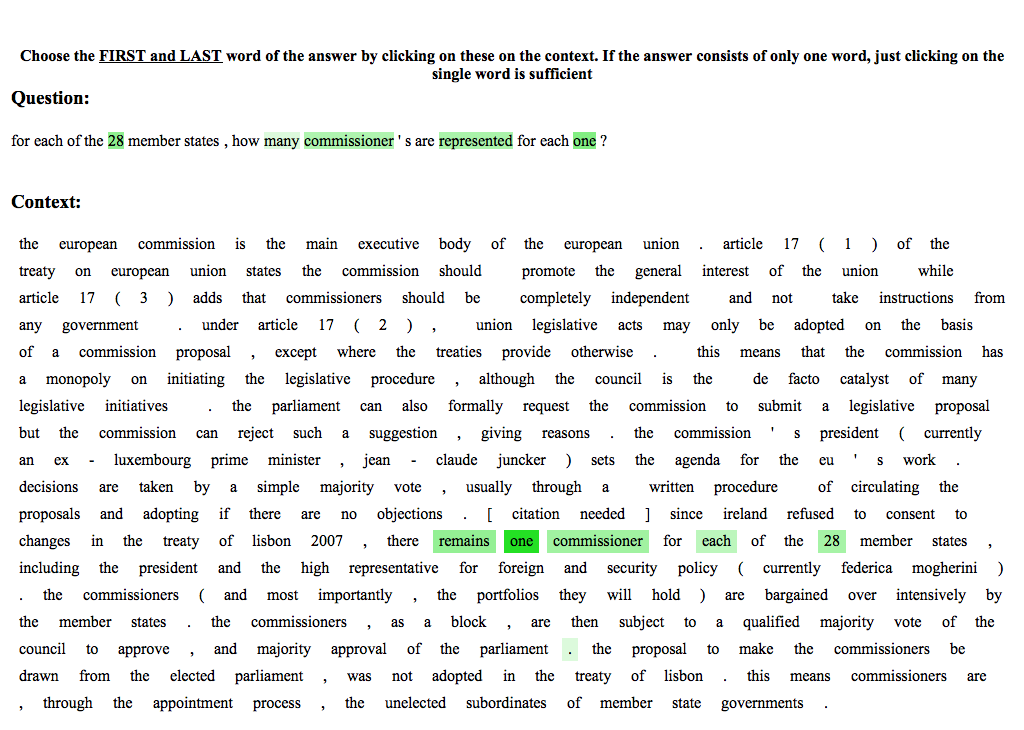 Choose the FIRST and LAST word of the answer by clicking on these on the context. If the answer consists of only one word, just clicking on the
single word is sufficient
Question:
for each of the 28 member states , how many commissioner ' s are represented for each one ?
Context:
the european commission is the main executive body of the european union . article 17 ( 1 ) of the
treaty on european union states the commission should promote the general interest of the union while
article 17 ( 3 ) adds that commissioners should be completely independent and not take instructions from
any government . under article 17 ( 2 ) , union legislative acts may only be adopted on the basis
of a commission proposal , except where the treaties provide otherwise . this means that the commission has
a monopoly on initiating the legislative procedure , although the council is the de facto catalyst of many
legislative initiatives . the parliament can also formally request the commission to submit a legislative proposal
but the commission can reject such a suggestion , giving reasons . the commission ' s president ( currently
an ex - luxembourg prime minister , jean - claude juncker ) sets the agenda for the eu ' s work .
decisions are taken by a simple majority vote , usually through a written procedure of circulating the
proposals and adopting if there are no objections . [ citation needed ] since ireland refused to consent to
changes in the treaty of lisbon 2007 , there remains one commissioner for each of the 28 member states ,
including the president and the high representative for foreign and security policy ( currently federica mogherini )
. the commissioners ( and most importantly , the portfolios they will hold ) are bargained over intensively by
the member states . the commissioners , as a block , are then subject to a qualified majority vote of the
council to approve , and majority approval of the parliament . the proposal to make the commissioners be
drawn from the elected parliament , was not adopted in the treaty of lisbon . this means commissioners are
, through the appointment process , the unelected subordinates of member state governments .